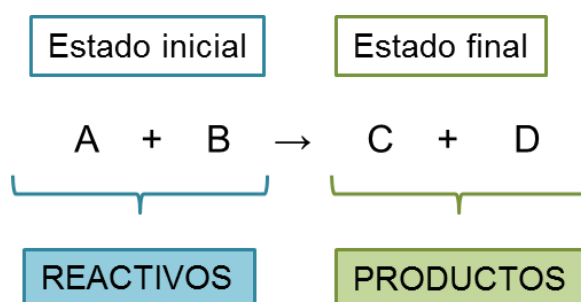 Estado inicial Estado final
A + B → C + D
REACTIVOS PRODUCTOS